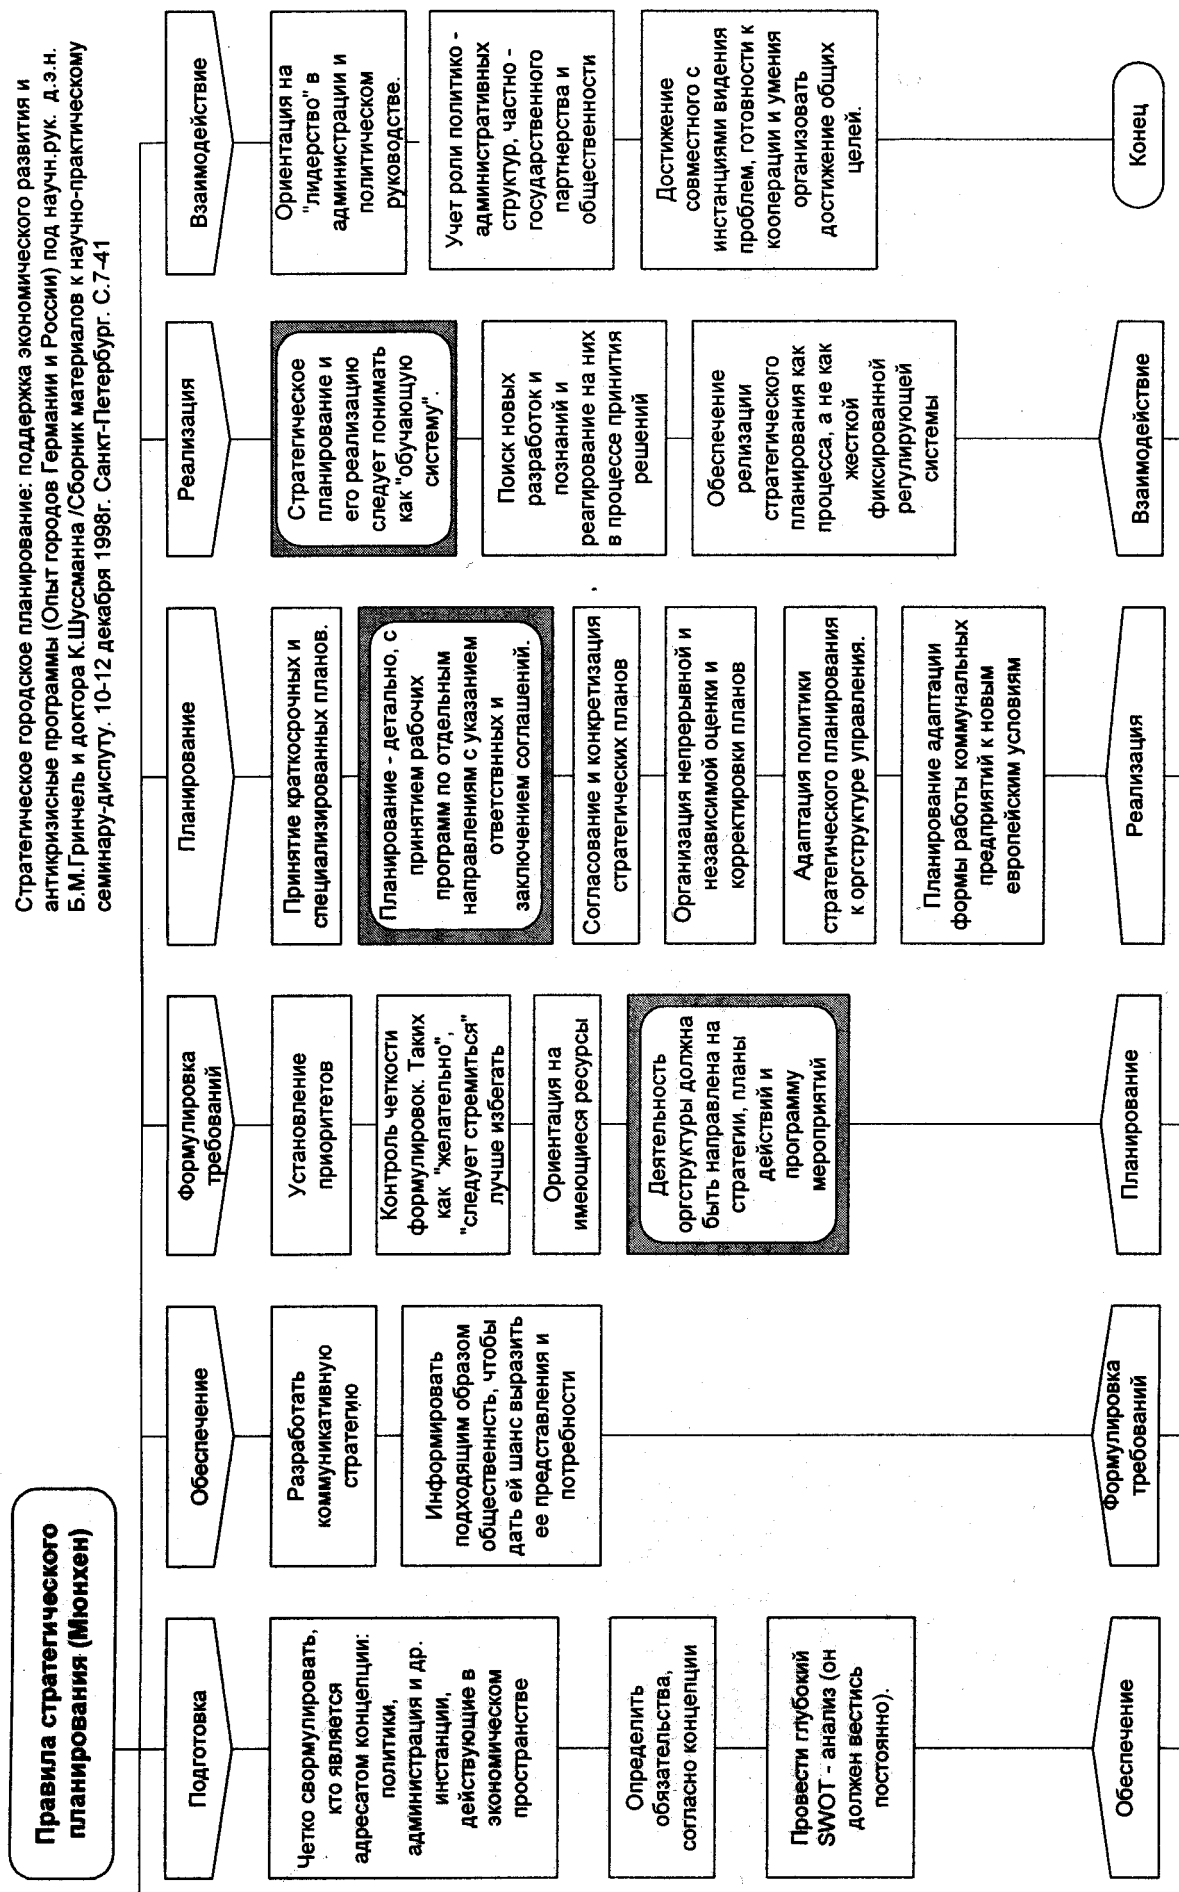 Правила стратегического
планирования (Мюнхен)
Стратегическое городское планирование: поддержка экономического развития и
антикризисные программы (Опыт городов Германии и России) под научн.рук. д.э.н.
Б.М.Гринчель и доктора К.Шуссманна /Сборник материалов к научно-практическому
семинару-диспуту. 10-12 декабря 1998г. Санкт-Петербург. С.7-41
Подготовка
Четко свормулировать,
кто является
адресатом концепции:
политики,
администрация и др.
инстанции,
действующие в
экономическом
пространстве
Определить
обязательства,
согласно концепции
Провести глубокий
SWOT - анализ (он
должен вестись
постоянно).
Обеспечение
Обеспечение
Разработать
коммуникативную
стратегию
Информировать
подходящим образом
общественнсть, чтобы
дать ей шанс выразить
ее представления и
потребности
Формулировка
требований
Формулировка
требований
Установление
приоритетов
Контроль четкости
формулировок. Таких
как "желательно",
"следует стремиться"
лучше избегать
Ориентация на
имеющиеся ресурсы
Деятельность
оргструктуры должна
быть направлена на
стратегии, планы
действий и
программу
мероприятий
Планирование
Планирование
Принятие краткосрочных и
специализированных планов.
Планирование - детально, с
принятием рабочих
программ по отдельным
направлениям с указанием
ответствных и
заключением соглашений.
Согласование и конкретизация
стратегических планов
Организация непрерывной и
независимой оценки и
корректировки планов
Адаптация политики
стратегического планирования
к оргструктуре управления.
Планирование адаптации
формы работы коммунальных
предприятий к новым
европейским условиям
Реализация
Реализация
Стратегическое
планирование и
его реализацию
следует понимать
как "обучающую
систему".
Поиск новых
разработок и
познаний и
реагирование на них
в процессе принития
решений
Обеспечение
релизации
стратегического
планирования как
процесса, а не как
жесткой
фиксированной
регулирующей
системы
Взаимодействие
Взаимодействие
Ориентация на
"лидерство" в
администрации и
политическом
руководстве.
Учет роли политико -
административных
структур, частно -
государственного
партнерства и
общественности
Достижение
совместного с
инстанциями видения
проблем, готовности к
кооперации и умения
организовать
достижение общих
целей.
Конец